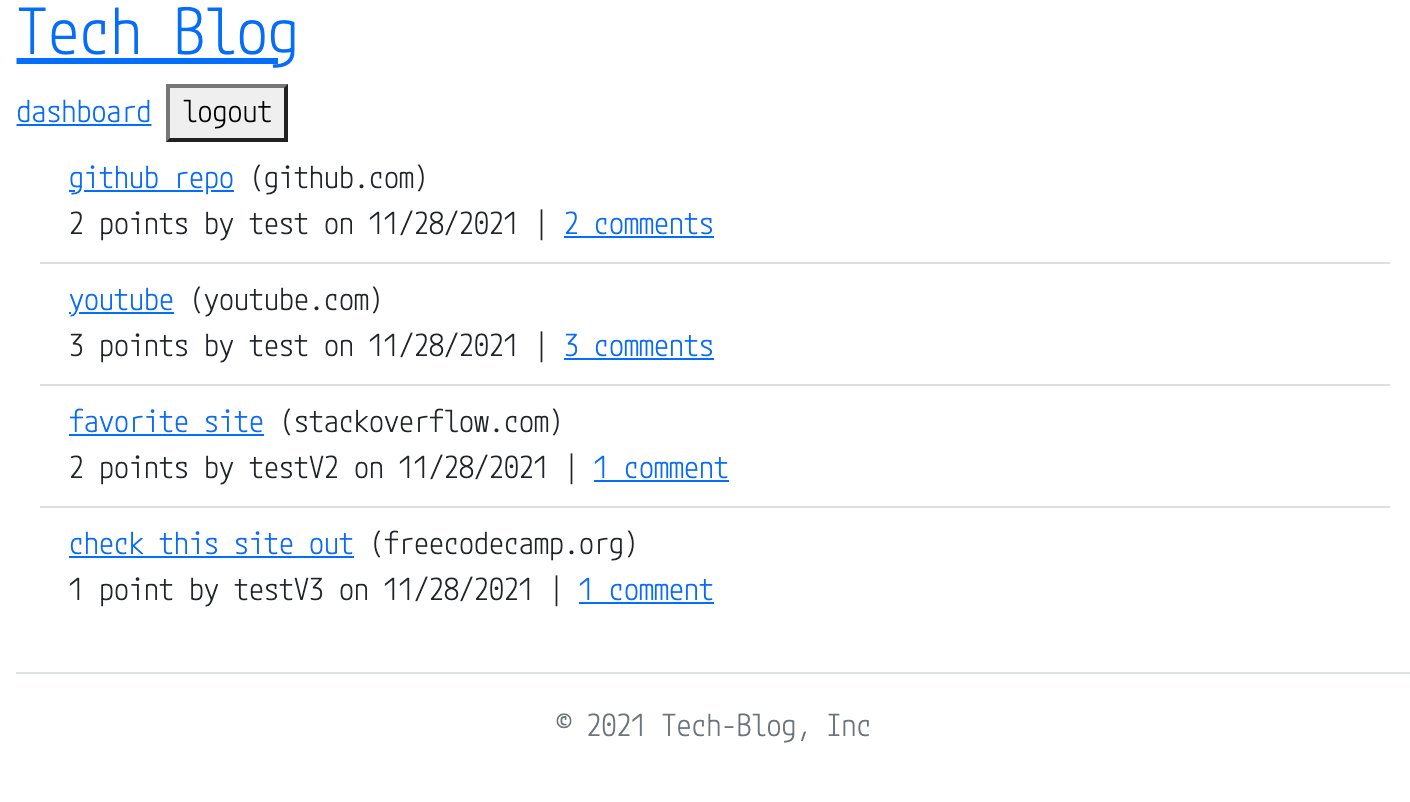 Tech Blog
dashboard logout
github repo (github.com)
2 points by test on 11/28/2021 | 2 comments
youtube (youtube.com)
3 points by test on 11/28/2021 | 3 comments
favorite site (stackoverflow.com)
2 points by testV2 on 11/28/2021 | 1 comment
check this site out (freecodecamp.org)
1 point by testV3 on 11/28/2021 | 1 comment
© 2021 Tech-Blog, Inc